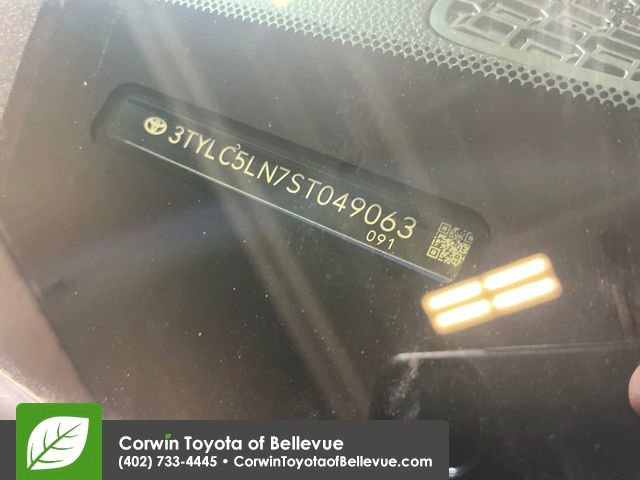 3TYLC5LN7ST049063
091
Corwin Toyota of Bellevue
(402) 733-4445 • CorwinToyotaofBellevue.com